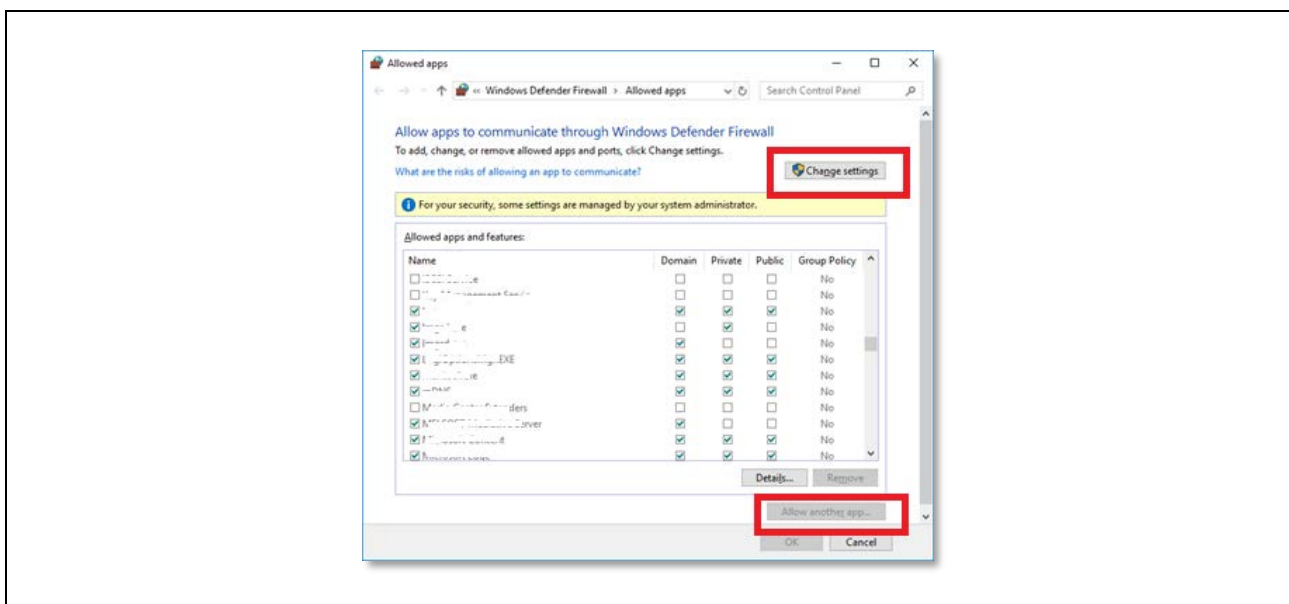 Allowed apps
« Windows Defender Firewall › Allowed apps
Search Control Panel
Allow apps to communicate through Windows Defender Firewall
To add, change, or remove allowed apps and ports, click Change settings.
What are the risks of allowing an app to communicate?
Change settings
For your security, some settings are managed by your system administrator.
Allowed apps and features:
Name Domain Private Public Group Policy
No
No
No
No
No
.EXE No
No
No
No
No
No
No
Details... Remove
Allow another app...
OK Cancel